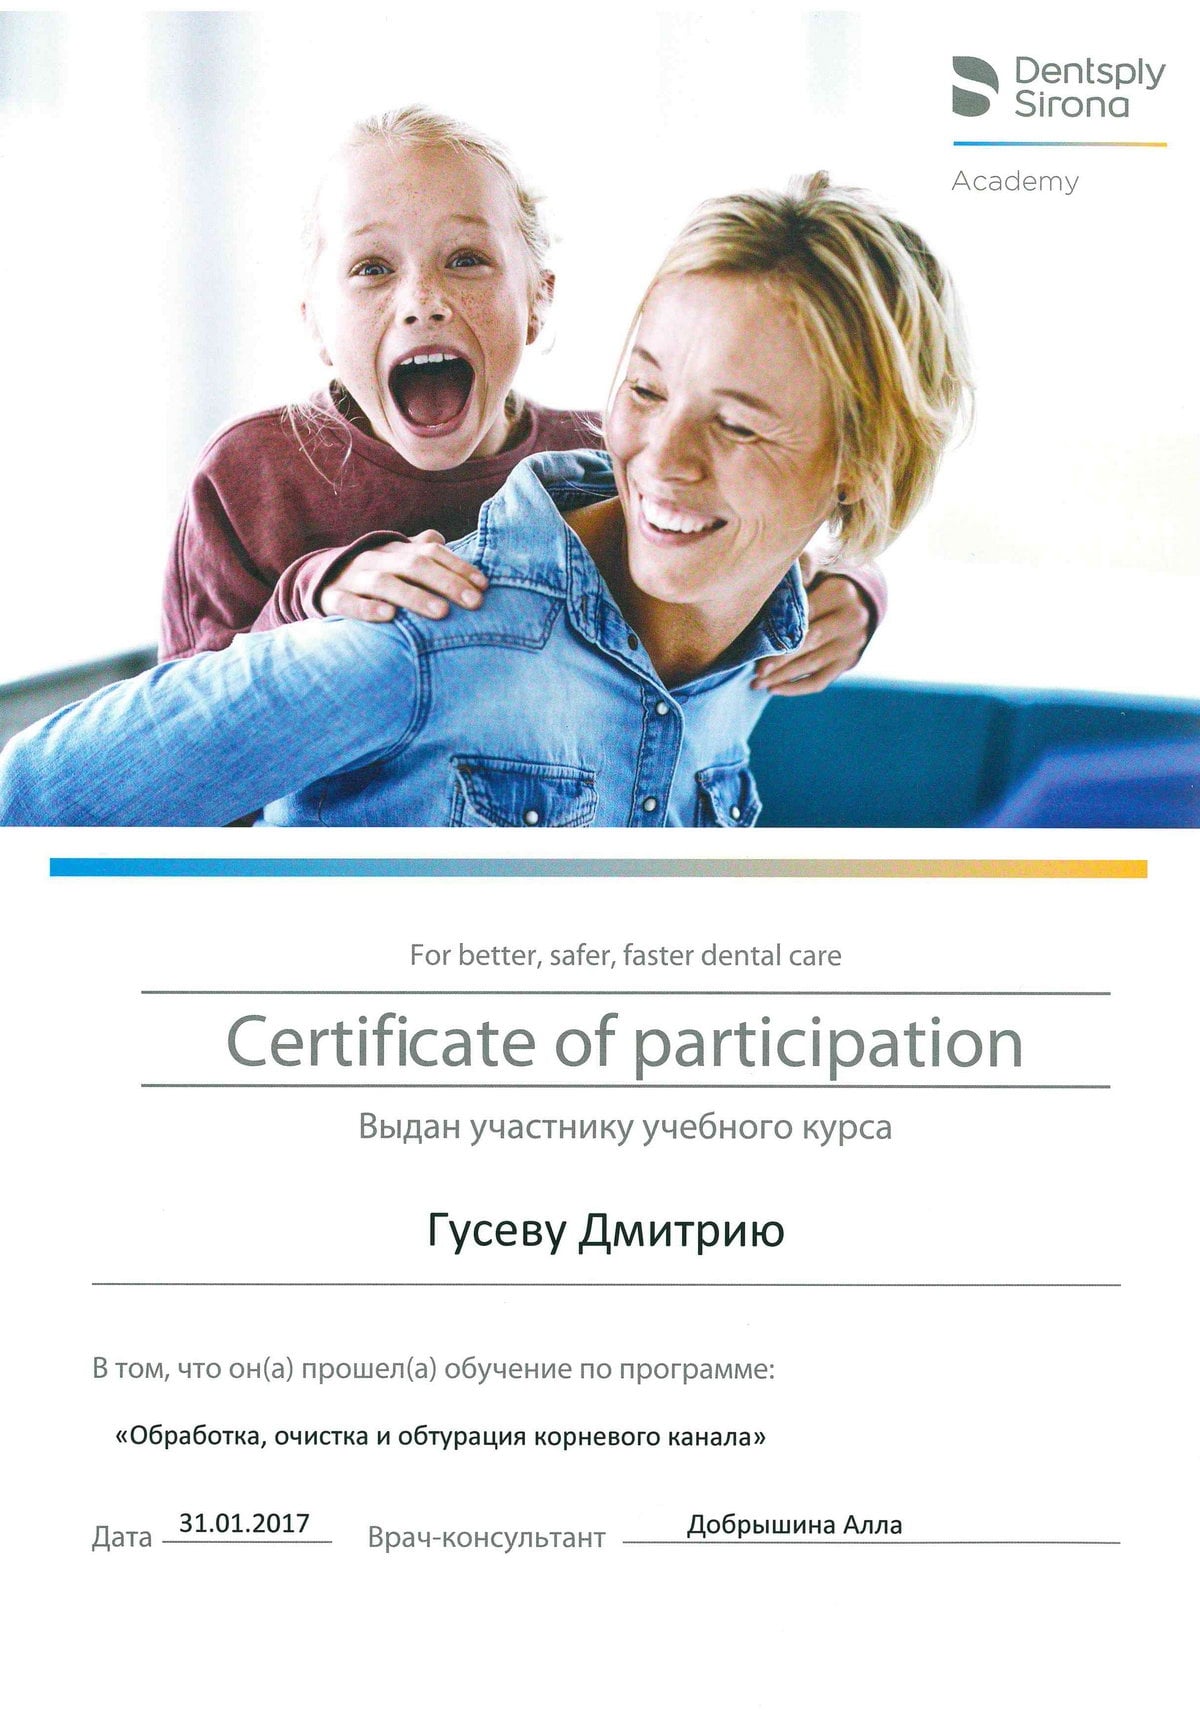 Dentsply
Sirona
Academy
For better, safer, faster dental care
Certificate of participation
Выдан участнику учебного курса
Гусеву Дмитрию
В том, что он(а) прошел(а) обучение по программе:
«Обработка, очистка и обтурация корневого канала»
Дата 31.01.2017 Врач-консультант Добрышина Алла